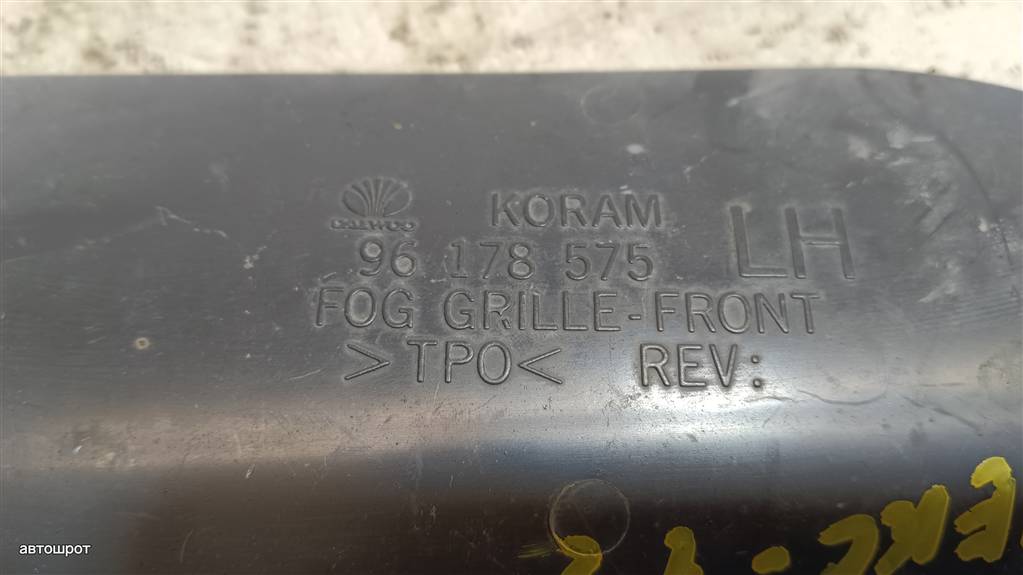 DAEWOO KORAM
96 178 575 LH
FOG GRILLE-FRONT
>TPO< REV:
автошрот